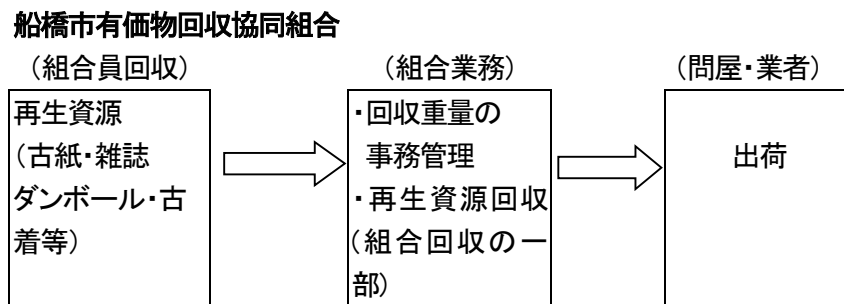 船橋市有価物回収協同組合
（組合員回収）
（組合業務）
（問屋・業者）
再生資源
（古紙・雑誌
ダンボール・古
着等）
・回収重量の
事務管理
・再生資源回収
（組合回収の一
部）
出荷